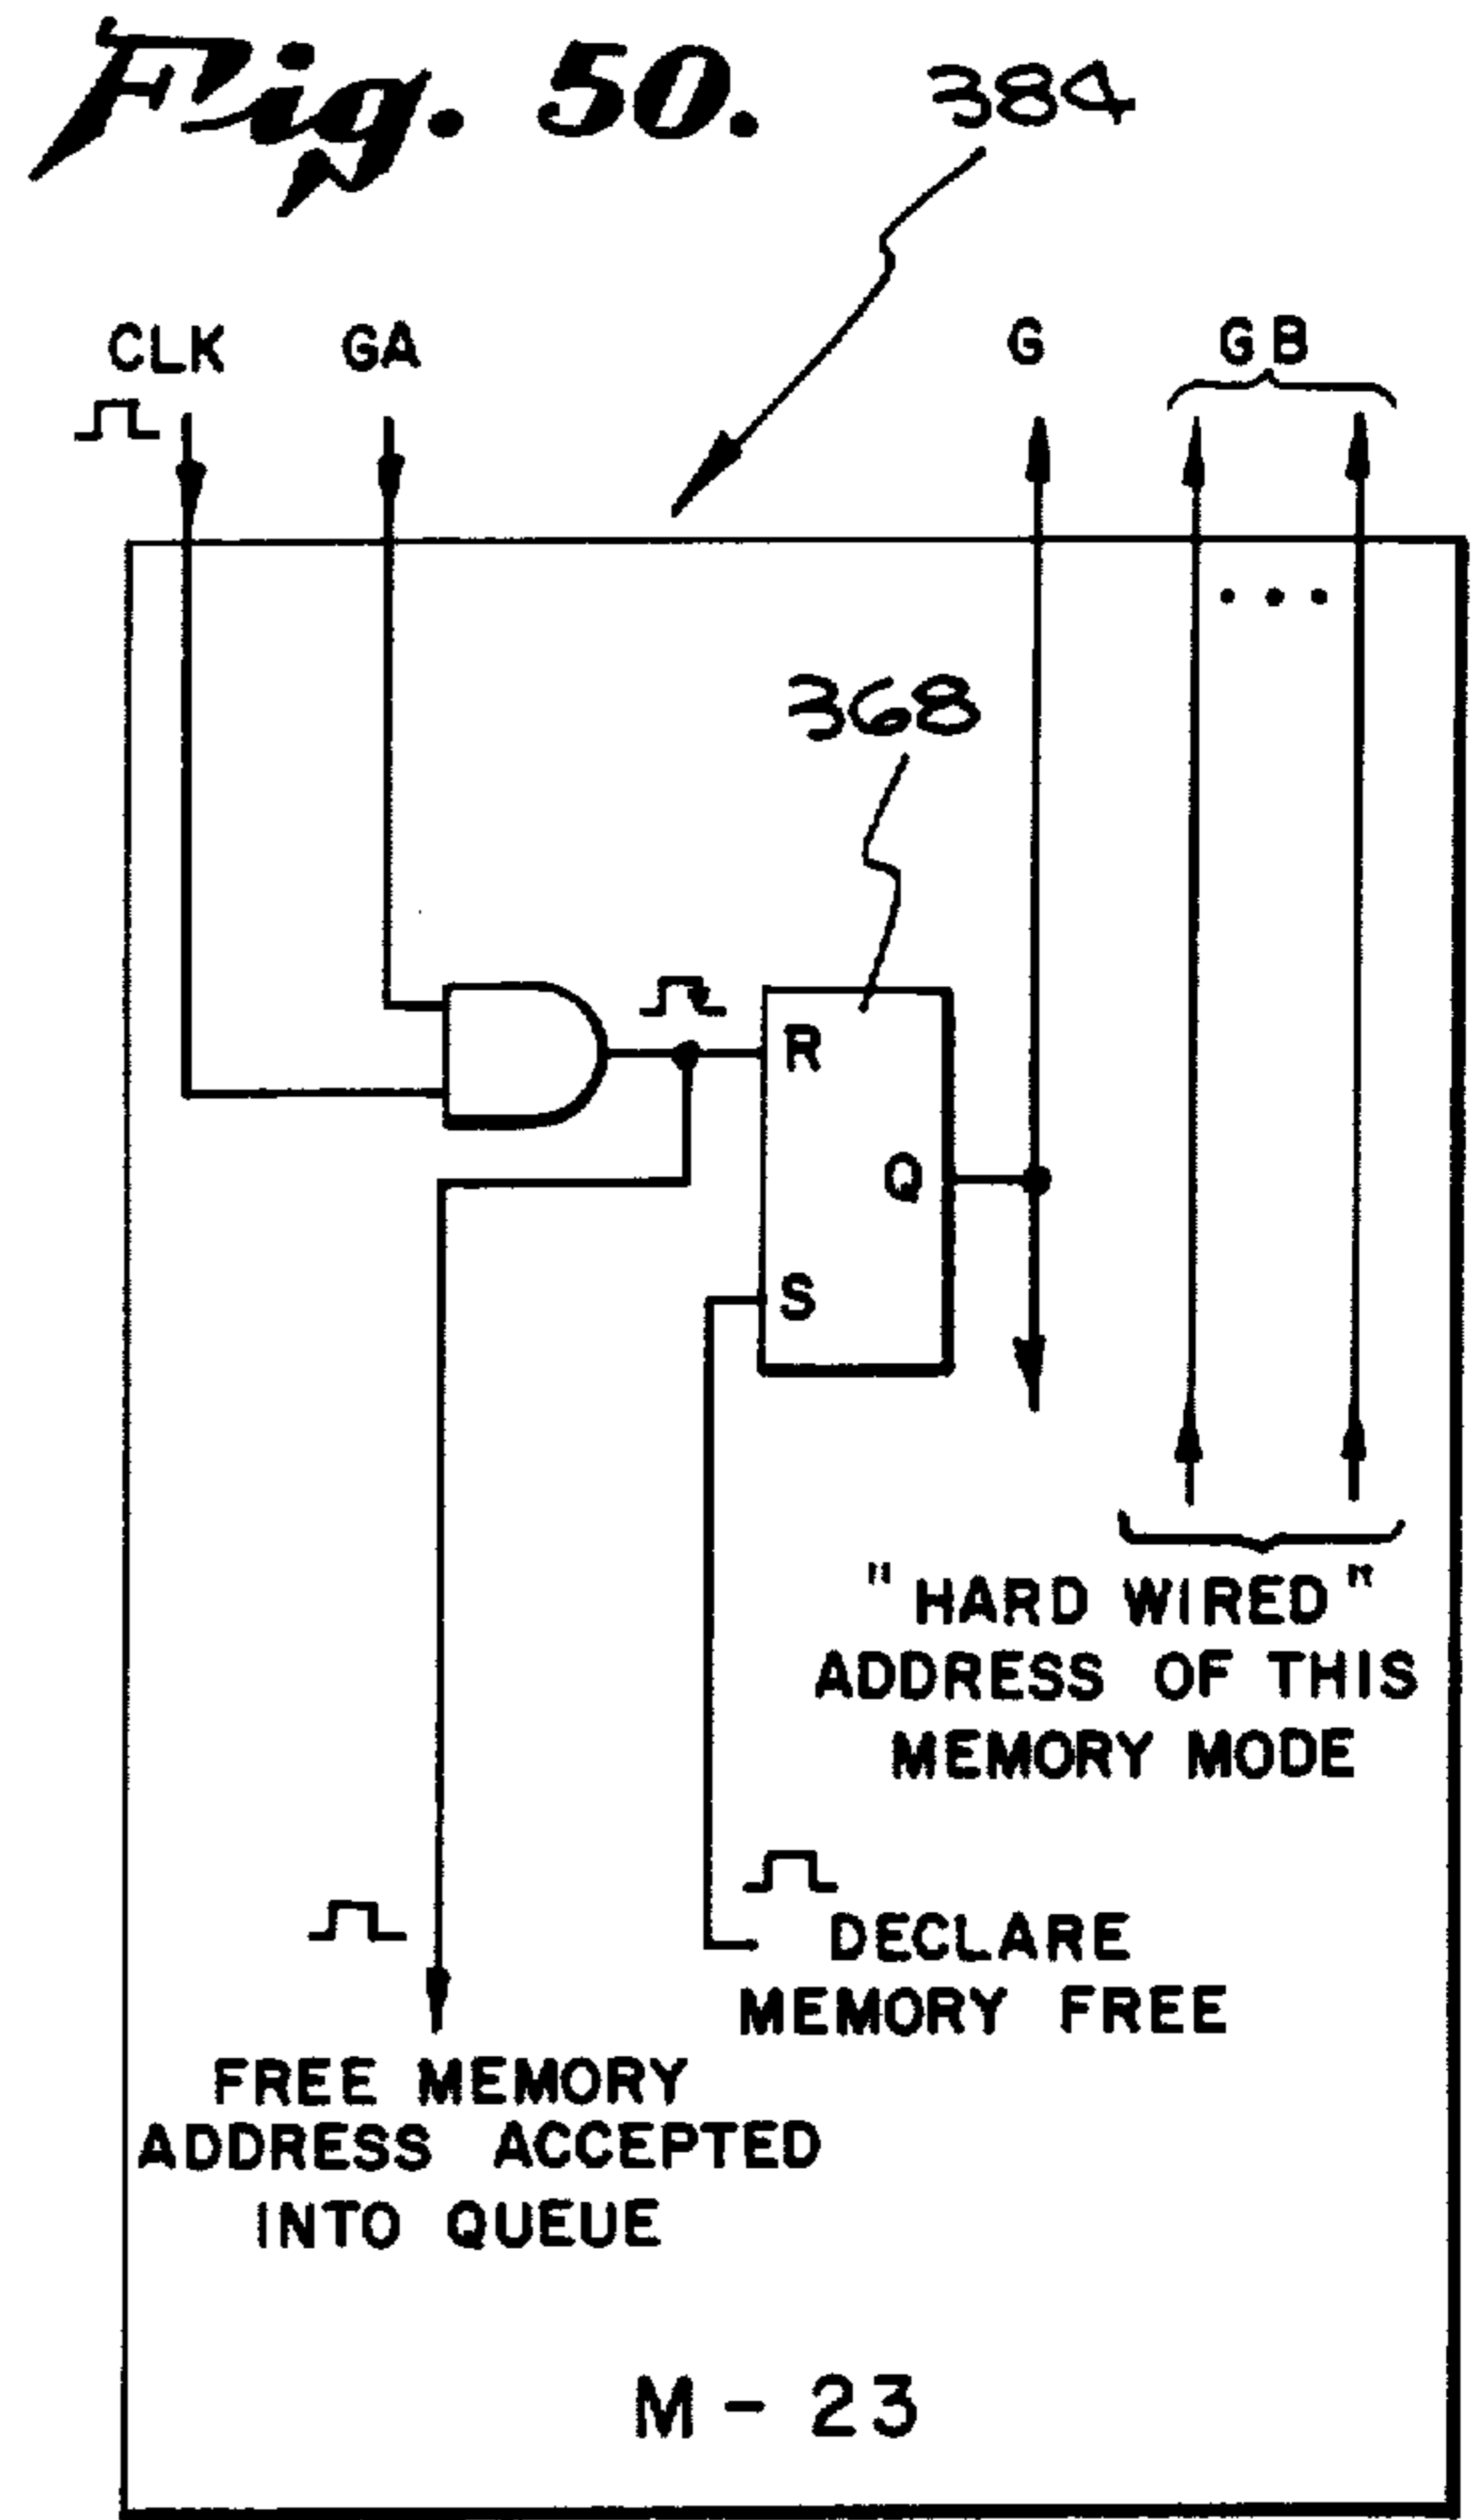 Fig. 50.
384
CLK GA G GB
• • •
368
R
Q
S
"HARD WIRED"
ADDRESS OF THIS
MEMORY MODE
DECLARE
MEMORY FREE
FREE MEMORY
ADDRESS ACCEPTED
INTO QUEUE
M - 23